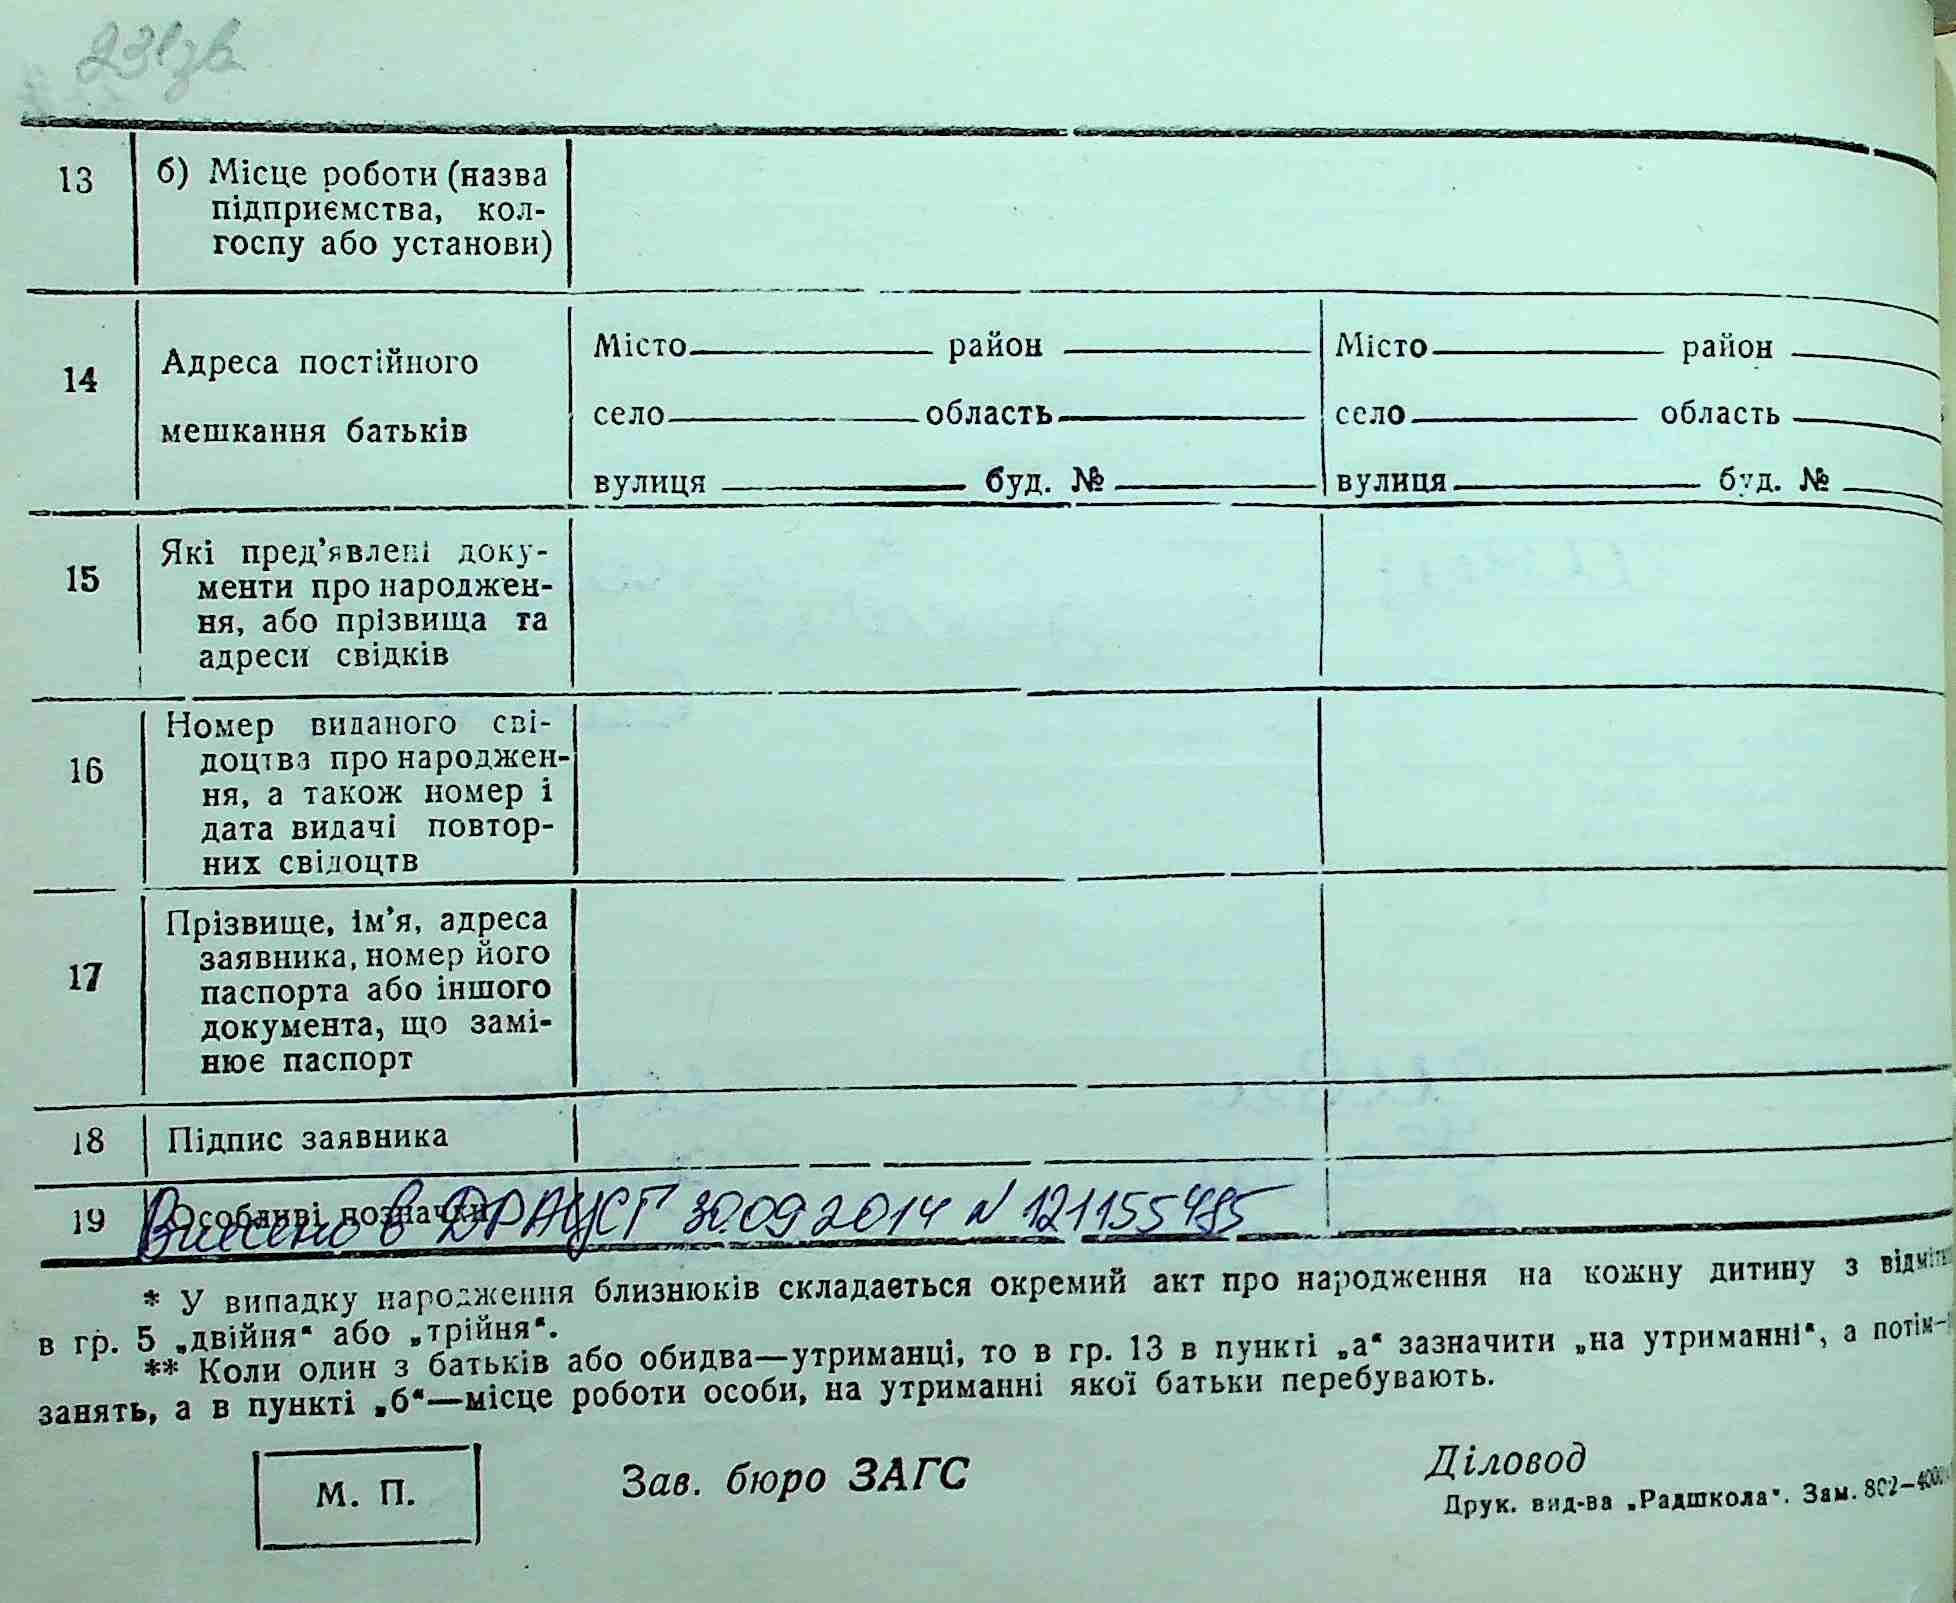 231зв
13 б) Місце роботи (назва
підприємства, кол-
госпу або установи)
14 Адреса постійного
мешкання батьків
Місто район
село область
вулиця буд. №
Місто район
село область
вулиця буд. №
15 Які пред’явлені доку-
менти про народжен-
ня, або прізвища та
адреси свідків
16 Номер виданого сві-
доцтва про народжен-
ня, а також номер і
дата видачі повтор-
них свідоцтв
17 Прізвище, ім’я, адреса
заявника, номер його
паспорта або іншого
документа, що замі-
нює паспорт
18 Підпис заявника
19 Особливі позначки
Внесено в ДРАЦСГ 30.09.2014 N 121155485
* У випадку народження близнюків складається окремий акт про народження на кожну дитину з
в гр. 5 „двійня“ або „трійня“.
** Коли один з батьків або обидва—утриманці, то в гр. 13 в пункті „а“ зазначити „на утриманні“, а потім—
занять, а в пункті „б“—місце роботи особи, на утриманні якої батьки перебувають.
М. П.
Зав. бюро ЗАГС
Діловод
Друк. вид-ва „Радшкола“. Зам. 802—